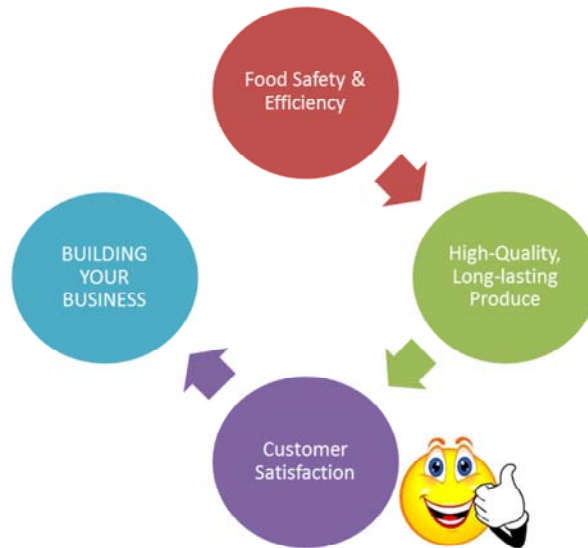 Food Safety &
Efficiency
High-Quality,
Long-lasting
Produce
Customer
Satisfaction
BUILDING
YOUR
BUSINESS